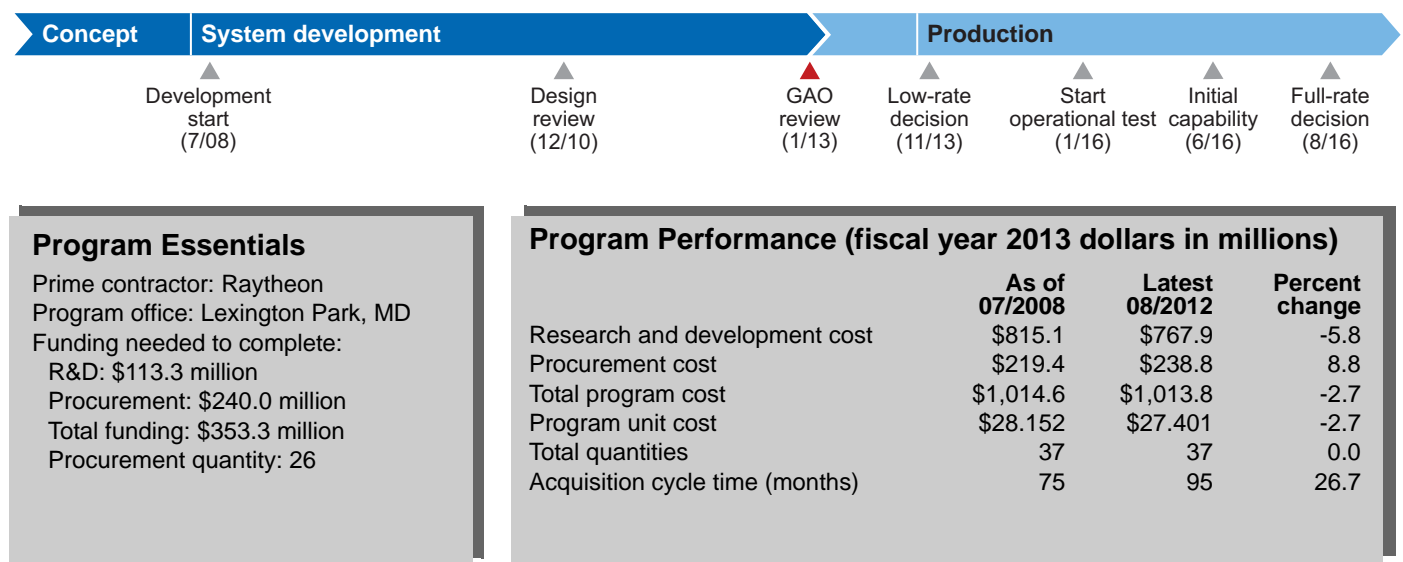 Concept
System development
Production
Development
start
(7/08)
Design
review
(12/10)
GAO
review
(1/13)
Low-rate
decision
(11/13)
Start
operational test
(1/16)
Initial
capability
(6/16)
Full-rate
decision
(8/16)
Program Essentials
Prime contractor: Raytheon
Program office: Lexington Park, MD
Funding needed to complete:
R&D: $113.3 million
Procurement: $240.0 million
Total funding: $353.3 million
Procurement quantity: 26
Program Performance (fiscal year 2013 dollars in millions)
As of Latest Percent
07/2008 08/2012 change
Research and development cost $815.1 $767.9 -5.8
Procurement cost $219.4 $238.8 8.8
Total program cost $1,014.6 $1,013.8 -2.7
Program unit cost $28.152 $27.401 -2.7
Total quantities 37 37 0.0
Acquisition cycle time (months) 75 95 26.7